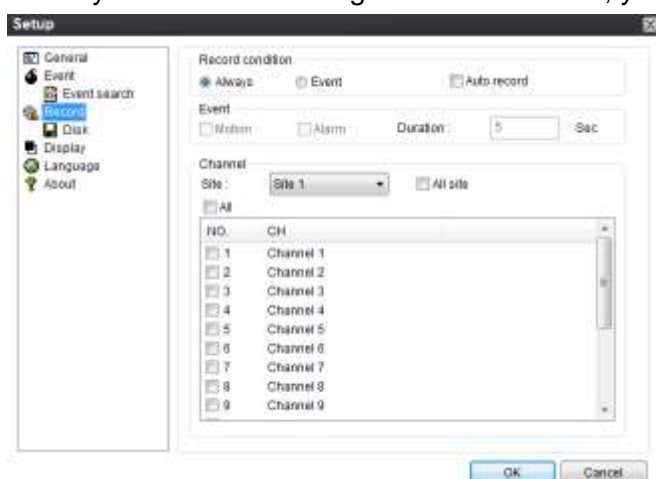 Setup
General
Event
Event search
Record
Disk
Display
Language
About
Record condition
Always Event Auto record
Event
Motion Alarm Duration : 5 Sec
Channel
Site : Site 1 All site
All
NO. CH
1 Channel 1
2 Channel 2
3 Channel 3
4 Channel 4
5 Channel 5
6 Channel 6
7 Channel 7
8 Channel 8
9 Channel 9
OK Cancel